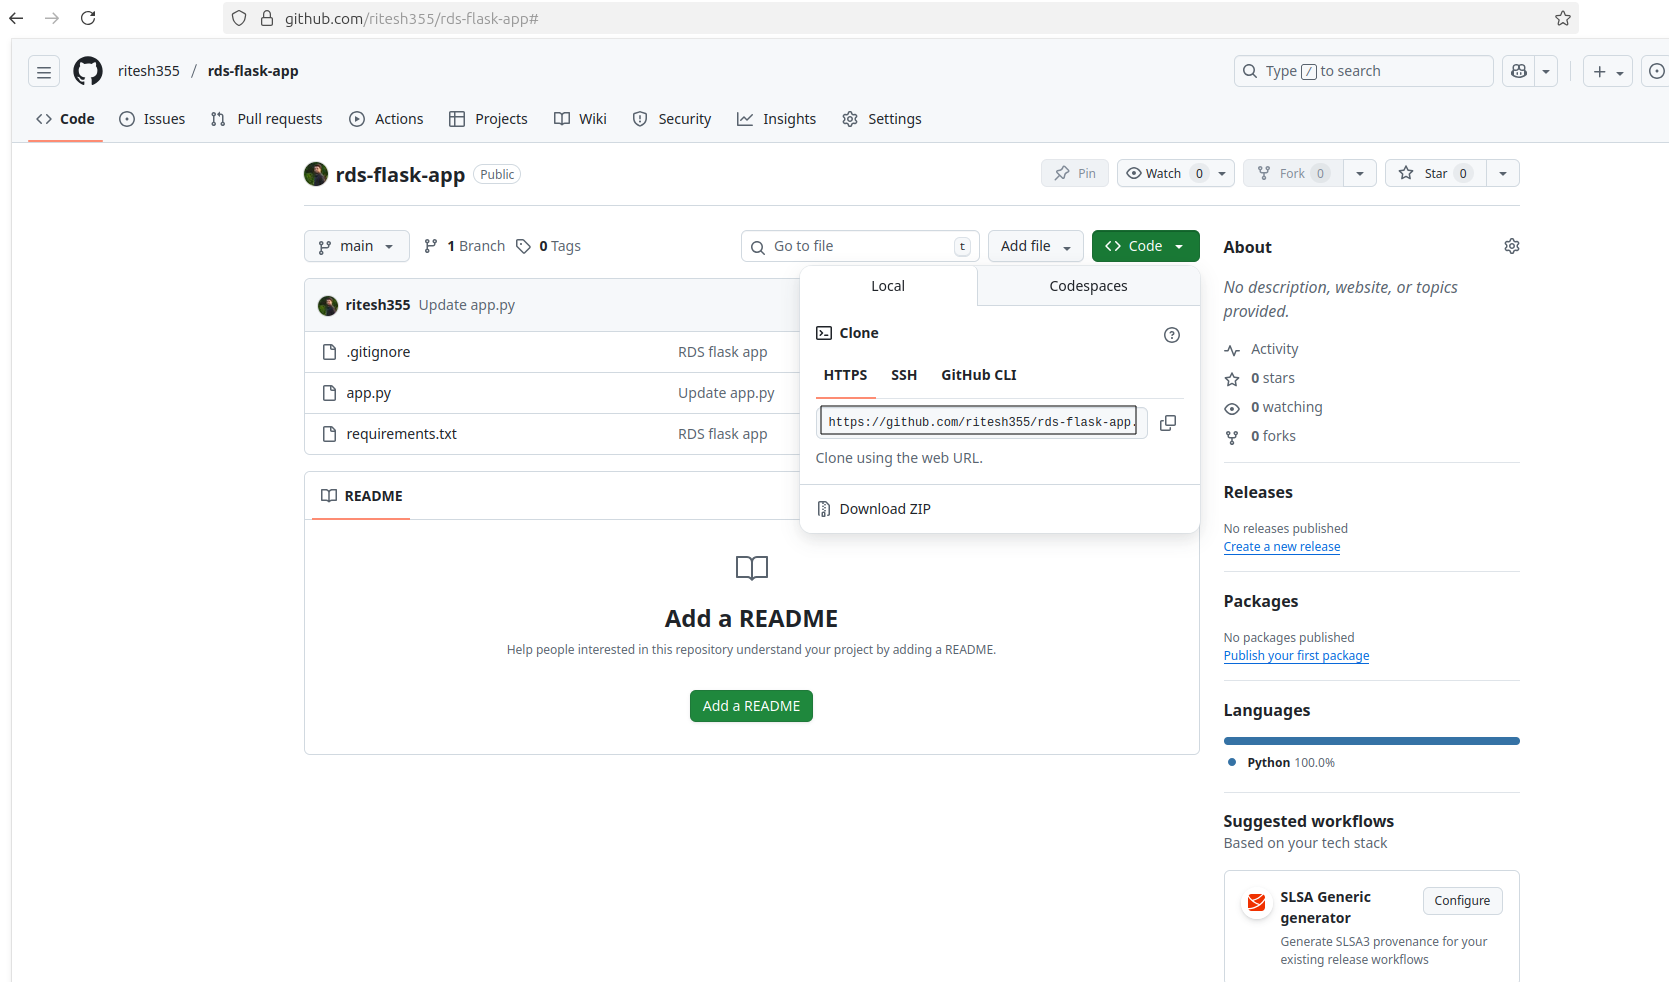 github.com/ritesh355/rds-flask-app#
ritesh355 / rds-flask-app
Type / to search
Code Issues Pull requests Actions Projects Wiki Security Insights Settings
rds-flask-app Public
Pin Watch 0 Fork 0 Star 0
main 1 Branch 0 Tags
Go to file t Add file Code
Local Codespaces
ritesh355 Update app.py
.gitignore RDS flask app
app.py Update app.py
requirements.txt RDS flask app
Clone
HTTPS SSH GitHub CLI
https://github.com/ritesh355/rds-flask-app.
Clone using the web URL.
Download ZIP
README
Add a README
Help people interested in this repository understand your project by adding a README.
Add a README
About
No description, website, or topics
provided.
Activity
0 stars
0 watching
0 forks
Releases
No releases published
Create a new release
Packages
No packages published
Publish your first package
Languages
Python 100.0%
Suggested workflows
Based on your tech stack
SLSA Generic
generator
Configure
Generate SLSA3 provenance for your
existing release workflows